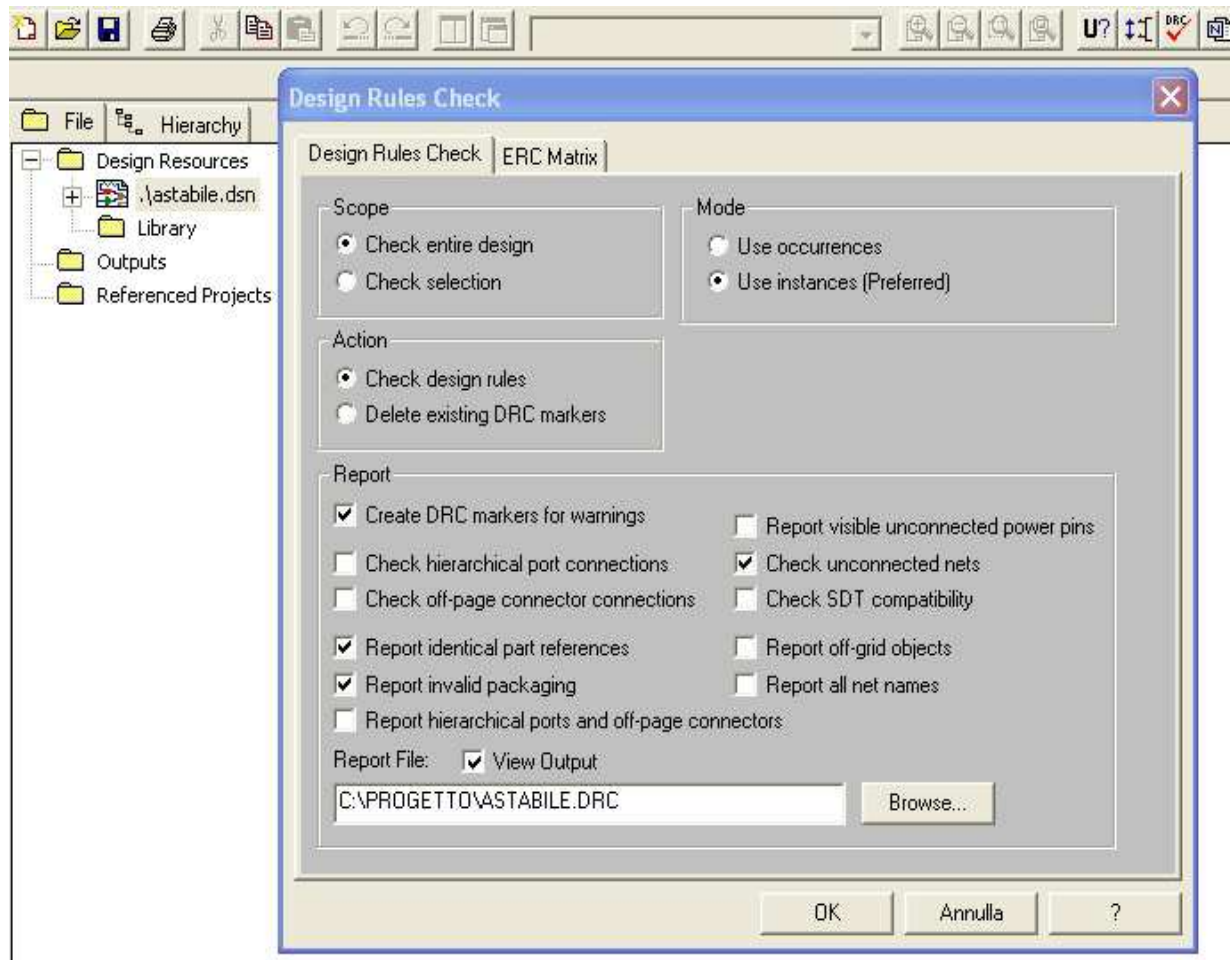 U?
DRC
N
Design Rules Check
File
Hierarchy
Design Resources
.\astabile.dsn
Library
Outputs
Referenced Projects
Design Rules Check
ERC Matrix
Scope
Check entire design
Check selection
Mode
Use occurrences
Use instances (Preferred)
Action
Check design rules
Delete existing DRC markers
Report
Create DRC markers for warnings
Report visible unconnected power pins
Check hierarchical port connections
Check unconnected nets
Check off-page connector connections
Check SDT compatibility
Report identical part references
Report off-grid objects
Report invalid packaging
Report all net names
Report hierarchical ports and off-page connectors
Report File:
View Output
C:\PROGETTO\ASTABILE.DRC
Browse...
OK
Annulla
?